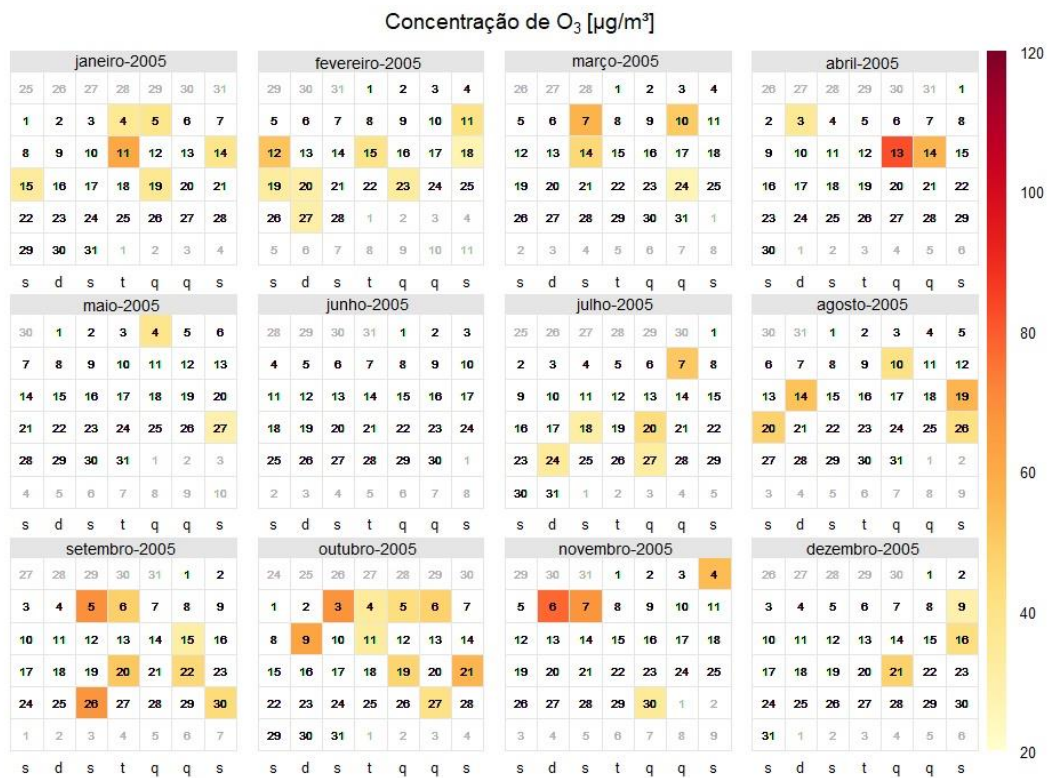 Concentração de O₃ [µg/m³]
janeiro-2005
25 26 27 28 29 30 31
1 2 3 4 5 6 7
8 9 10 11 12 13 14
15 16 17 18 19 20 21
22 23 24 25 26 27 28
29 30 31 1 2 3 4
s d s t q q s
fevereiro-2005
29 30 31 1 2 3 4
5 6 7 8 9 10 11
12 13 14 15 16 17 18
19 20 21 22 23 24 25
26 27 28 1 2 3 4
5 6 7 8 9 10 11
s d s t q q s
março-2005
26 27 28 1 2 3 4
5 6 7 8 9 10 11
12 13 14 15 16 17 18
19 20 21 22 23 24 25
26 27 28 29 30 31 1
2 3 4 5 6 7 8
s d s t q q s
abril-2005
26 27 28 29 30 31 1
2 3 4 5 6 7 8
9 10 11 12 13 14 15
16 17 18 19 20 21 22
23 24 25 26 27 28 29
30 1 2 3 4 5 6
s d s t q q s
maio-2005
30 1 2 3 4 5 6
7 8 9 10 11 12 13
14 15 16 17 18 19 20
21 22 23 24 25 26 27
28 29 30 31 1 2 3
4 5 6 7 8 9 10
s d s t q q s
junho-2005
28 29 30 31 1 2 3
4 5 6 7 8 9 10
11 12 13 14 15 16 17
18 19 20 21 22 23 24
25 26 27 28 29 30 1
2 3 4 5 6 7 8
s d s t q q s
julho-2005
25 26 27 28 29 30 1
2 3 4 5 6 7 8
9 10 11 12 13 14 15
16 17 18 19 20 21 22
23 24 25 26 27 28 29
30 31 1 2 3 4 5
s d s t q q s
agosto-2005
30 31 1 2 3 4 5
6 7 8 9 10 11 12
13 14 15 16 17 18 19
20 21 22 23 24 25 26
27 28 29 30 31 1 2
3 4 5 6 7 8 9
s d s t q q s
setembro-2005
27 28 29 30 31 1 2
3 4 5 6 7 8 9
10 11 12 13 14 15 16
17 18 19 20 21 22 23
24 25 26 27 28 29 30
1 2 3 4 5 6 7
s d s t q q s
outubro-2005
24 25 26 27 28 29 30
1 2 3 4 5 6 7
8 9 10 11 12 13 14
15 16 17 18 19 20 21
22 23 24 25 26 27 28
29 30 31 1 2 3 4
s d s t q q s
novembro-2005
29 30 31 1 2 3 4
5 6 7 8 9 10 11
12 13 14 15 16 17 18
19 20 21 22 23 24 25
26 27 28 29 30 1 2
3 4 5 6 7 8 9
s d s t q q s
dezembro-2005
26 27 28 29 30 1 2
3 4 5 6 7 8 9
10 11 12 13 14 15 16
17 18 19 20 21 22 23
24 25 26 27 28 29 30
31 1 2 3 4 5 6
s d s t q q s
120
100
80
60
40
20